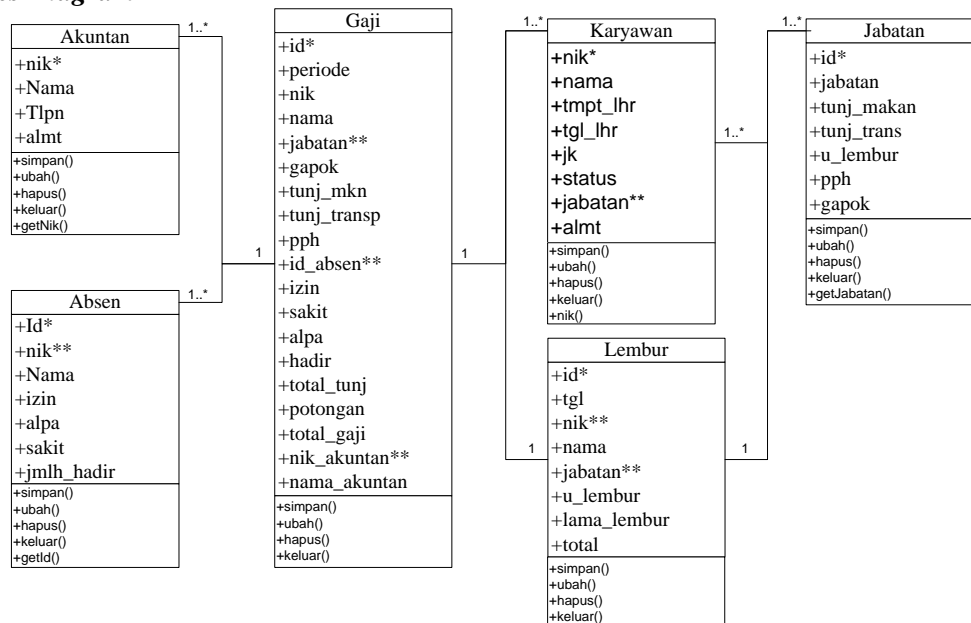 Akuntan
+nik*
+Nama
+Tlpn
+almt
+simpan()
+ubah()
+hapus()
+keluar()
+getNik()
1..*
Absen
+Id*
+nik**
+Nama
+izin
+alpa
+sakit
+jmlh_hadir
+simpan()
+ubah()
+hapus()
+keluar()
+getId()
1..*
1
Gaji
+id*
+periode
+nik
+nama
+jabatan**
+gapok
+tunj_mkn
+tunj_transp
+pph
+id_absen**
+izin
+sakit
+alpa
+hadir
+total_tunj
+potongan
+total_gaji
+nik_akuntan**
+nama_akuntan
+simpan()
+ubah()
+hapus()
+keluar()
1
1..*
Karyawan
+nik*
+nama
+tmpt_lhr
+tgl_lhr
+jk
+status
+jabatan**
+almt
+simpan()
+ubah()
+hapus()
+keluar()
+nik()
1..*
1
Lembur
+id*
+tgl
+nik**
+nama
+jabatan**
+u_lembur
+lama_lembur
+total
+simpan()
+ubah()
+hapus()
+keluar()
1
1..*
Jabatan
+id*
+jabatan
+tunj_makan
+tunj_trans
+u_lembur
+pph
+gapok
+simpan()
+ubah()
+hapus()
+keluar()
+getJabatan()